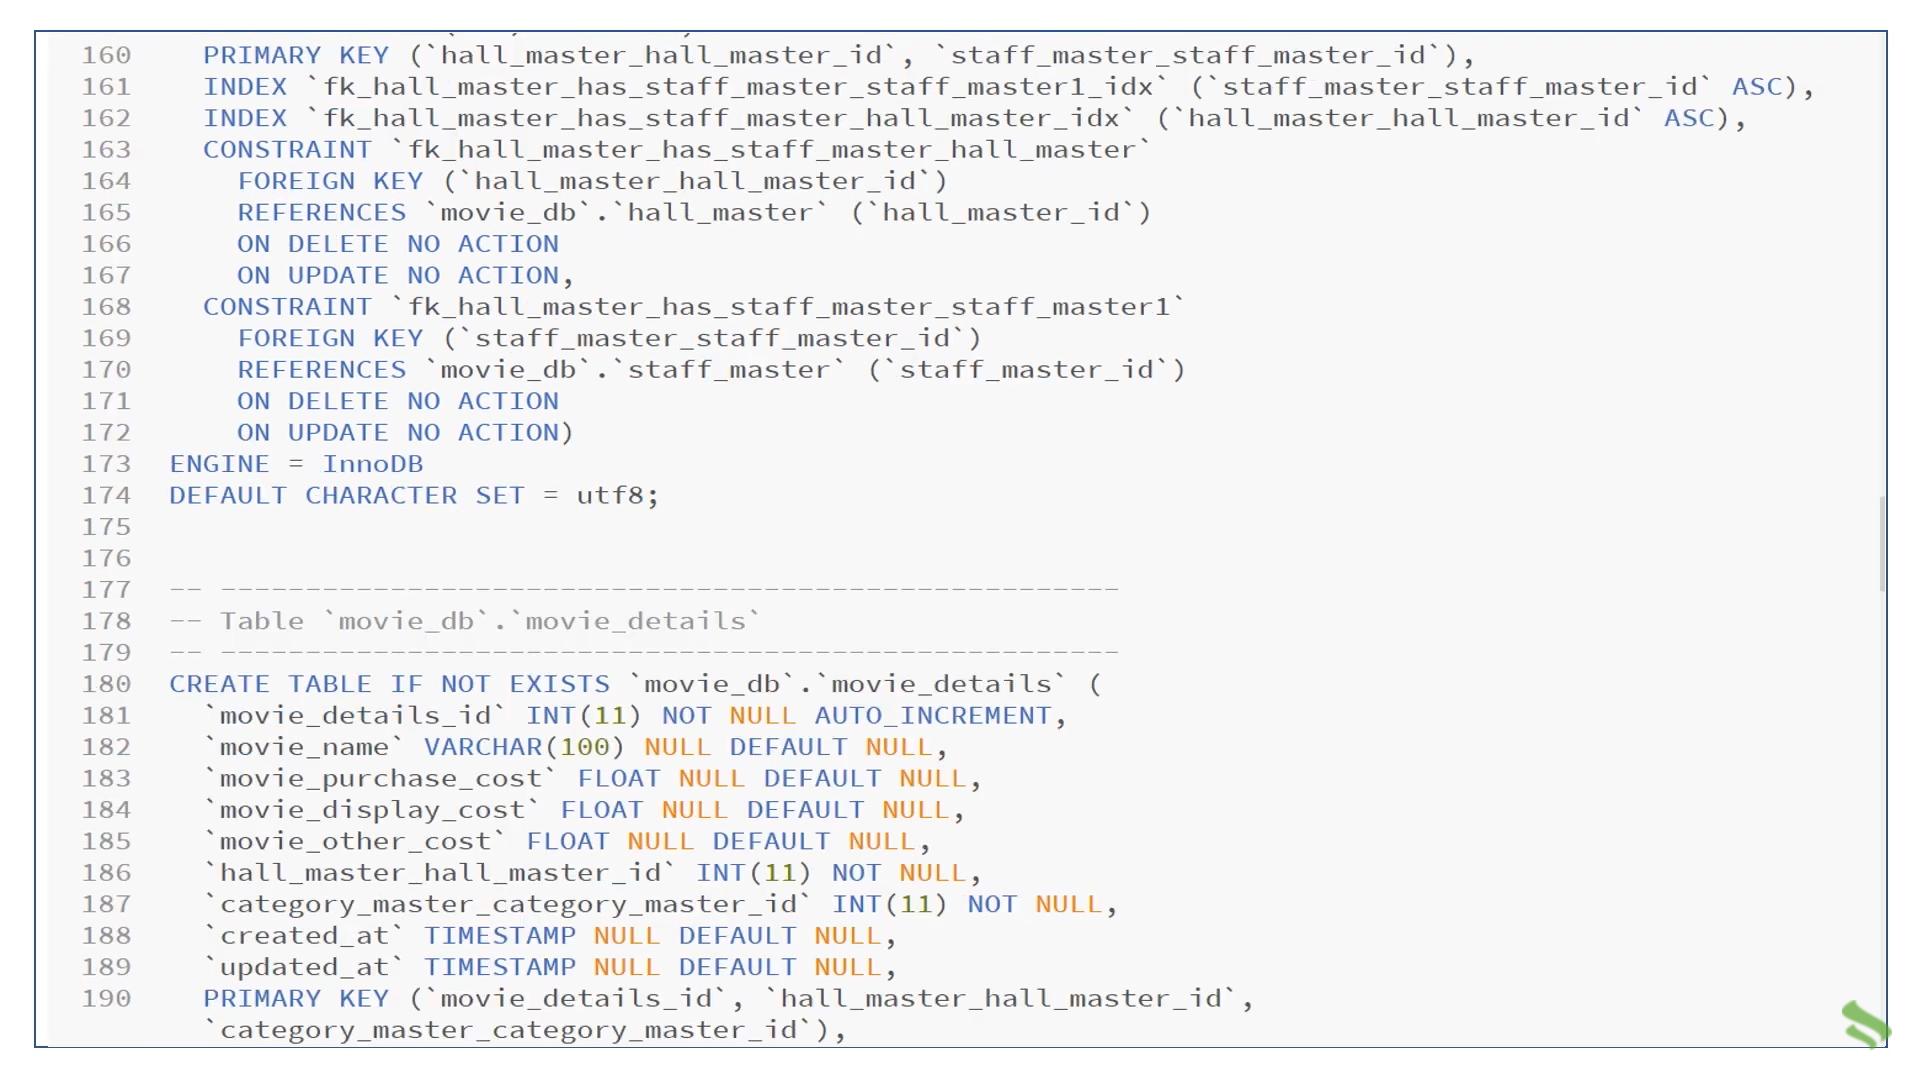 160 PRIMARY KEY (`hall_master_hall_master_id`, `staff_master_staff_master_id`),
161 INDEX `fk_hall_master_has_staff_master_staff_master1_idx` (`staff_master_staff_master_id` ASC),
162 INDEX `fk_hall_master_has_staff_master_hall_master_idx` (`hall_master_hall_master_id` ASC),
163 CONSTRAINT `fk_hall_master_has_staff_master_hall_master`
164 FOREIGN KEY (`hall_master_hall_master_id`)
165 REFERENCES `movie_db`.`hall_master` (`hall_master_id`)
166 ON DELETE NO ACTION
167 ON UPDATE NO ACTION,
168 CONSTRAINT `fk_hall_master_has_staff_master_staff_master1`
169 FOREIGN KEY (`staff_master_staff_master_id`)
170 REFERENCES `movie_db`.`staff_master` (`staff_master_id`)
171 ON DELETE NO ACTION
172 ON UPDATE NO ACTION)
173 ENGINE = InnoDB
174 DEFAULT CHARACTER SET = utf8;
175
176
177 -- -----------------------------------------------------
178 -- Table `movie_db`.`movie_details`
179 -- -----------------------------------------------------
180 CREATE TABLE IF NOT EXISTS `movie_db`.`movie_details` (
181 `movie_details_id` INT(11) NOT NULL AUTO_INCREMENT,
182 `movie_name` VARCHAR(100) NULL DEFAULT NULL,
183 `movie_purchase_cost` FLOAT NULL DEFAULT NULL,
184 `movie_display_cost` FLOAT NULL DEFAULT NULL,
185 `movie_other_cost` FLOAT NULL DEFAULT NULL,
186 `hall_master_hall_master_id` INT(11) NOT NULL,
187 `category_master_category_master_id` INT(11) NOT NULL,
188 `created_at` TIMESTAMP NULL DEFAULT NULL,
189 `updated_at` TIMESTAMP NULL DEFAULT NULL,
190 PRIMARY KEY (`movie_details_id`, `hall_master_hall_master_id`,
`category_master_category_master_id`),